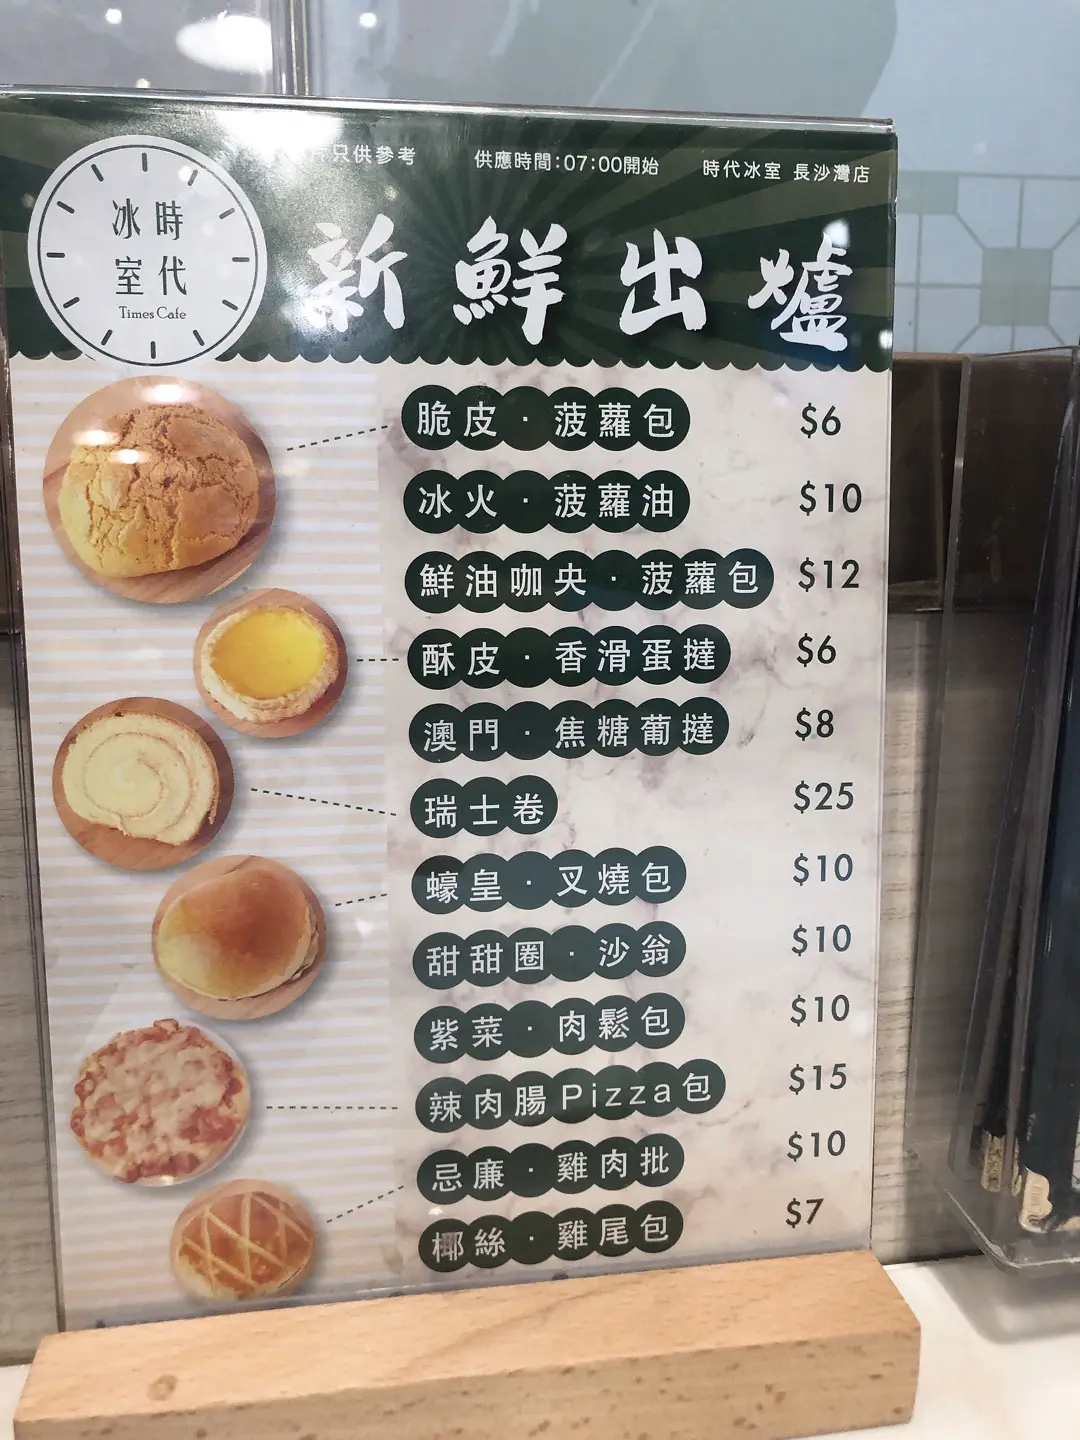 片只供參考
供應時間:07:00開始
時代冰室 長沙灣店
時代
冰室
Times Cafe
新鮮出爐
脆皮·菠蘿包 $6
冰火·菠蘿油 $10
鮮油咖央·菠蘿包 $12
酥皮·香滑蛋撻 $6
澳門·焦糖葡撻 $8
瑞士卷 $25
蠔皇·叉燒包 $10
甜甜圈·沙翁 $10
紫菜·肉鬆包 $10
辣肉腸Pizza包 $15
忌廉·雞肉批 $10
椰絲·雞尾包 $7